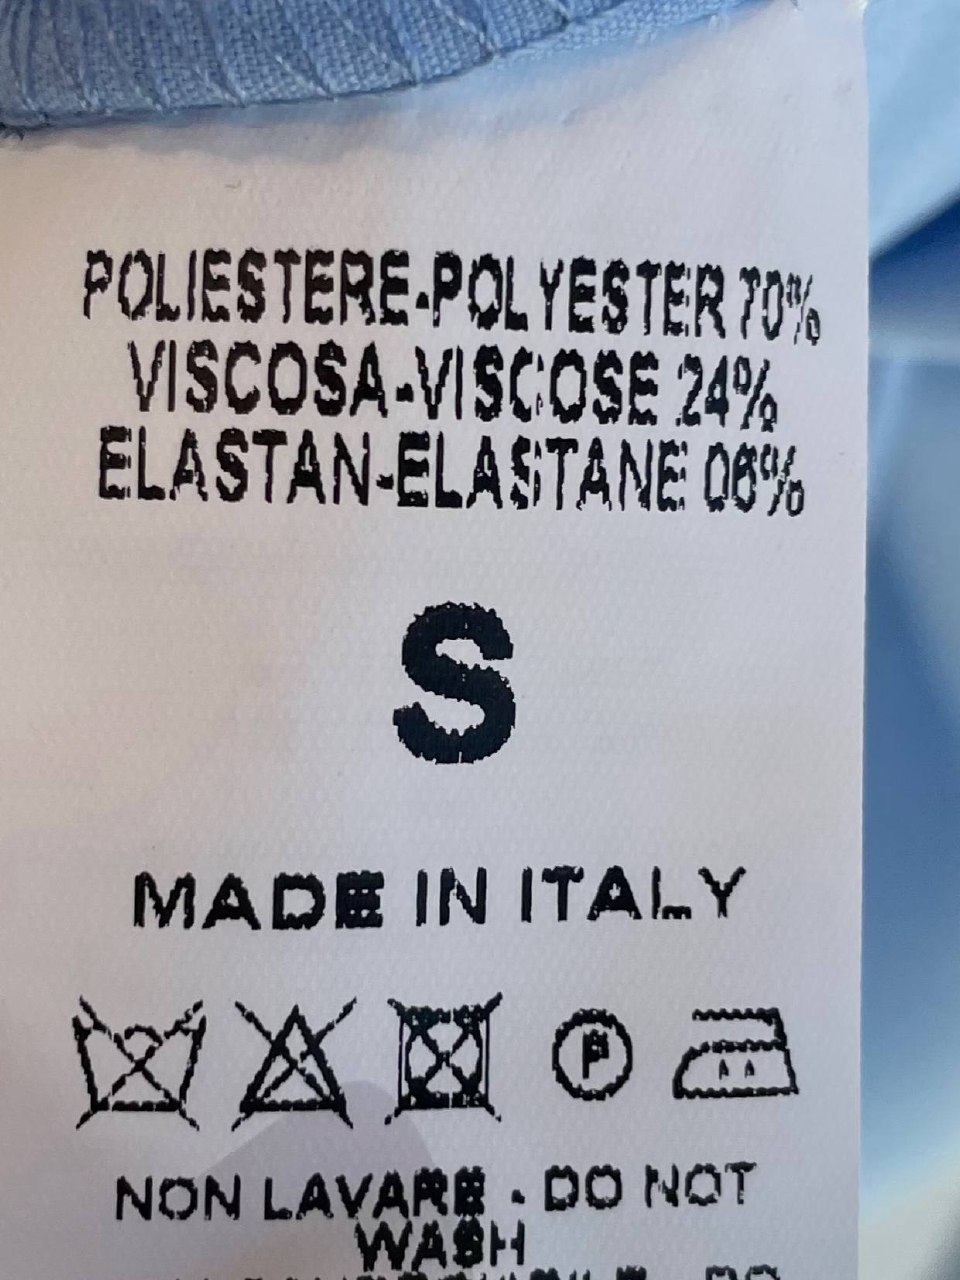 POLIESTERE-POLYESTER 70%
VISCOSA-VISCOSE 24%
ELASTAN-ELASTANE 06%
S
MADE IN ITALY
P
NON LAVARE - DO NOT
WASH